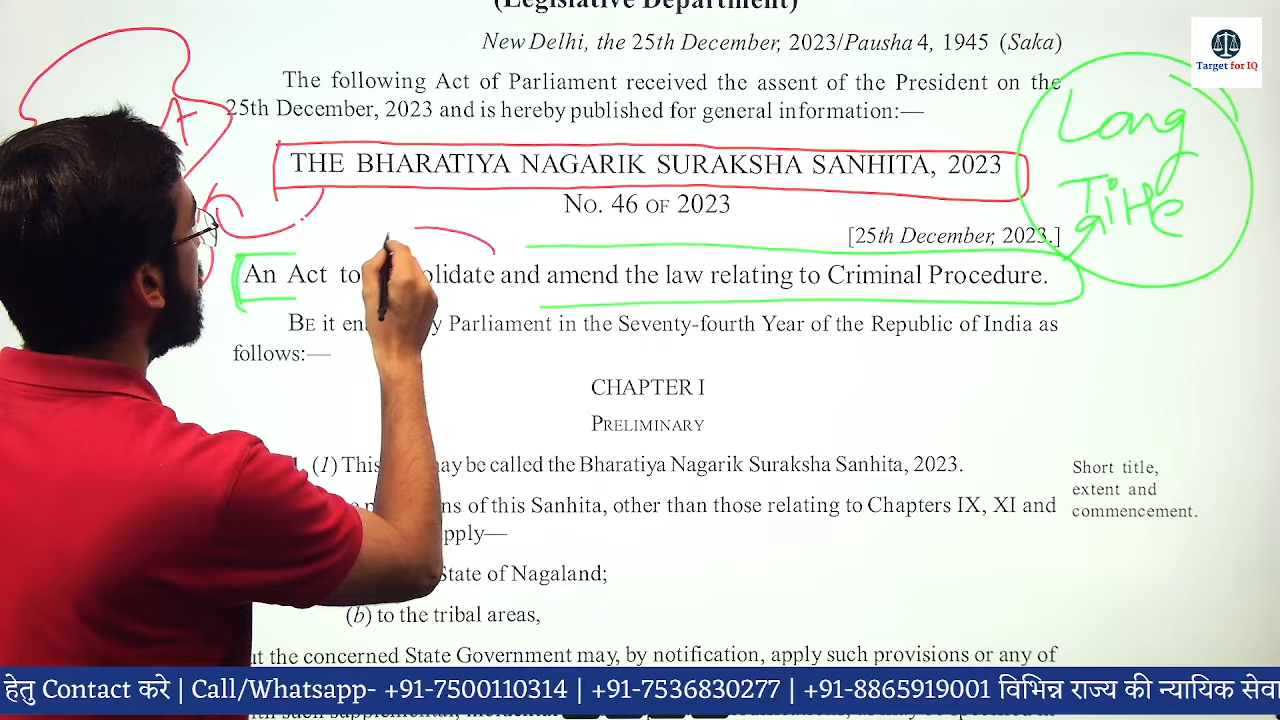 (Legislative Department)
New Delhi, the 25th December, 2023/Pausha 4, 1945 (Saka)
Target for IQ
The following Act of Parliament received the assent of the President on the
25th December, 2023 and is hereby published for general information:—
Long
Title
THE BHARATIYA NAGARIK SURAKSHA SANHITA, 2023
No. 46 OF 2023
[25th December, 2023.]
An Act to olidate and amend the law relating to Criminal Procedure.
BE it en y Parliament in the Seventy-fourth Year of the Republic of India as
follows:—
CHAPTER I
PRELIMINARY
1. (1) This may be called the Bharatiya Nagarik Suraksha Sanhita, 2023.
Short title,
extent and
commencement.
ns of this Sanhita, other than those relating to Chapters IX, XI and
pply—
State of Nagaland;
(b) to the tribal areas,
ut the concerned State Government may, by notification, apply such provisions or any of
हेतु Contact करे | Call/Whatsapp- +91-7500110314 | +91-7536830277 | +91-8865919001 विभिन्न राज्य की न्यायिक सेवा